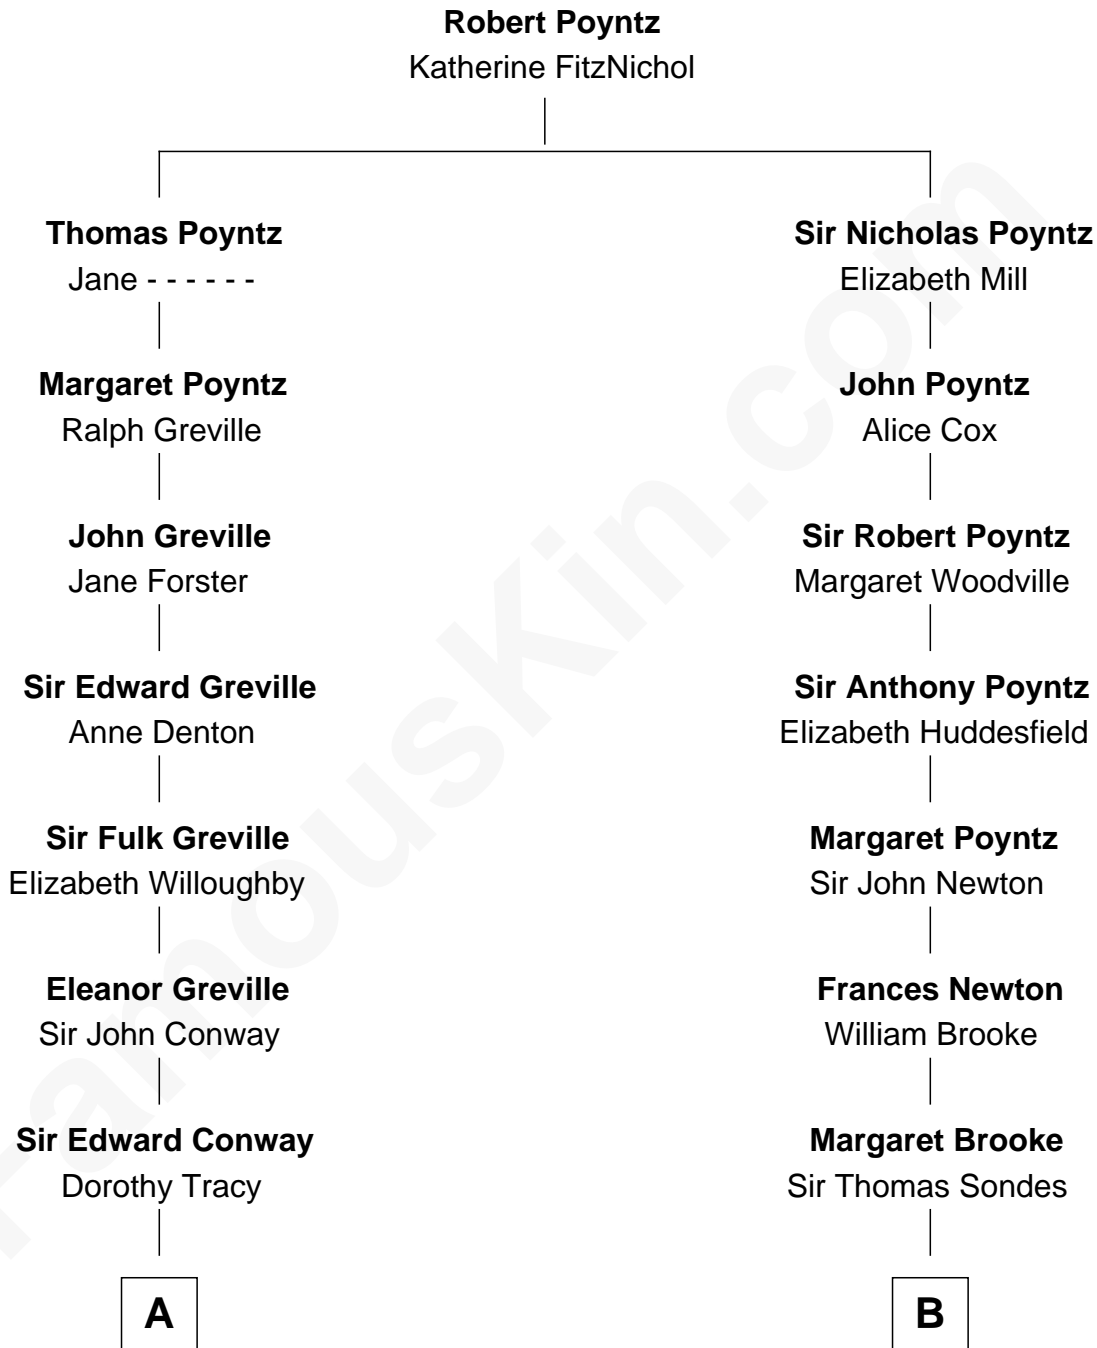 Robert Poyntz
Katherine FitzNichol
Thomas Poyntz
Jane - - - - - -
Margaret Poyntz
Ralph Greville
John Greville
Jane Forster
Sir Edward Greville
Anne Denton
Sir Fulk Greville
Elizabeth Willoughby
Eleanor Greville
Sir John Conway
Sir Edward Conway
Dorothy Tracy
A
Sir Nicholas Poyntz
Elizabeth Mill
John Poyntz
Alice Cox
Sir Robert Poyntz
Margaret Woodville
Sir Anthony Poyntz
Elizabeth Huddesfield
Margaret Poyntz
Sir John Newton
Frances Newton
William Brooke
Margaret Brooke
Sir Thomas Sondes
B
FamousKin.com